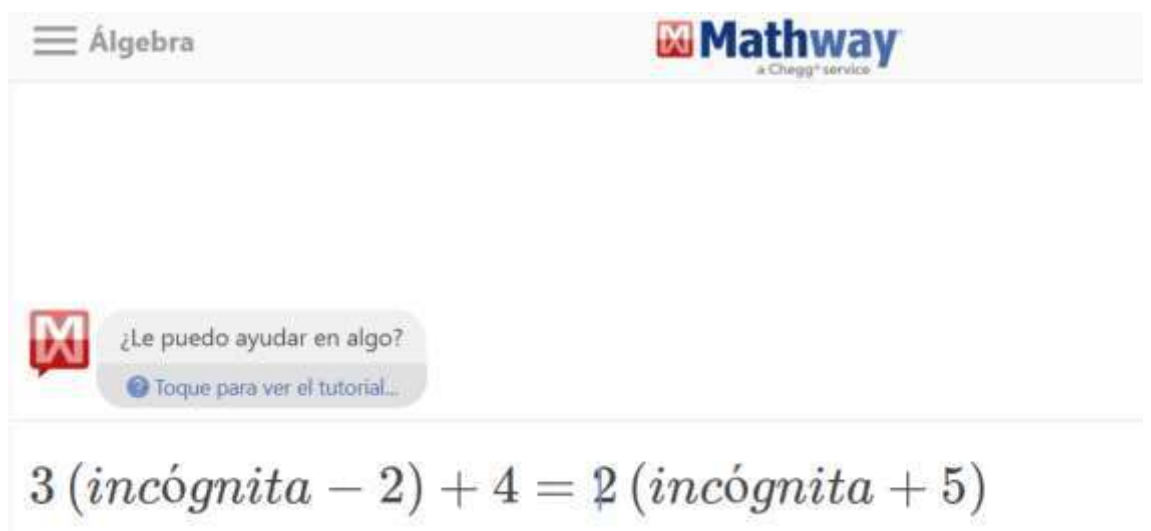 Álgebra
Mathway
a Chegg® service
¿Le puedo ayudar en algo?
Toque para ver el tutorial...
3 (incógnita − 2) + 4 = 2 (incógnita + 5)